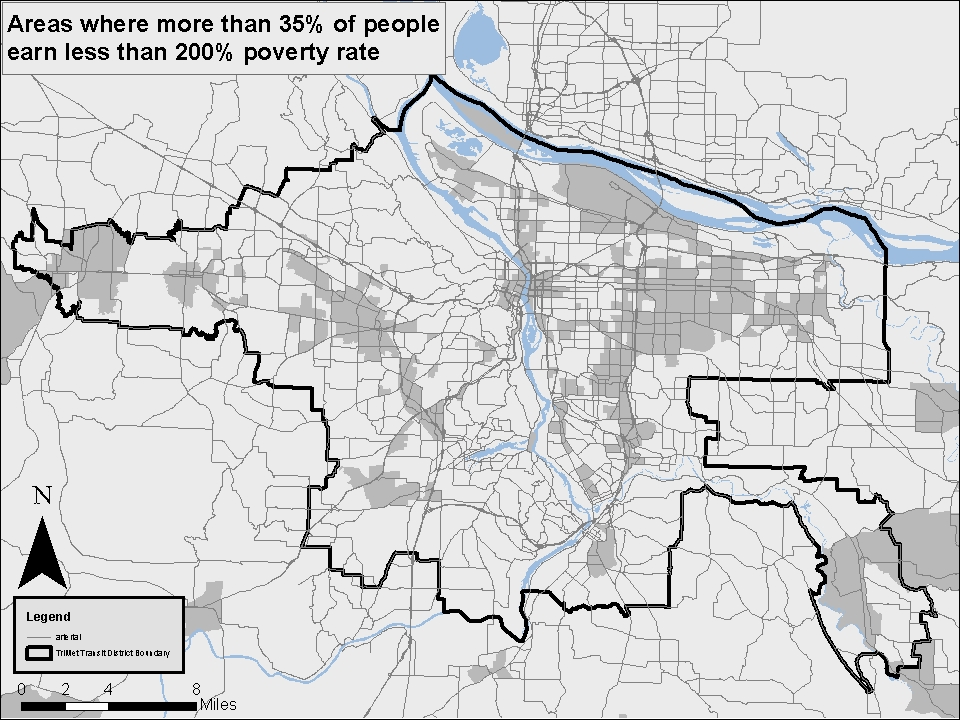 Areas where more than 35% of people
earn less than 200% poverty rate
N
Legend
arterial
TriMet Transit District Boundary
0 2 4 8
Miles